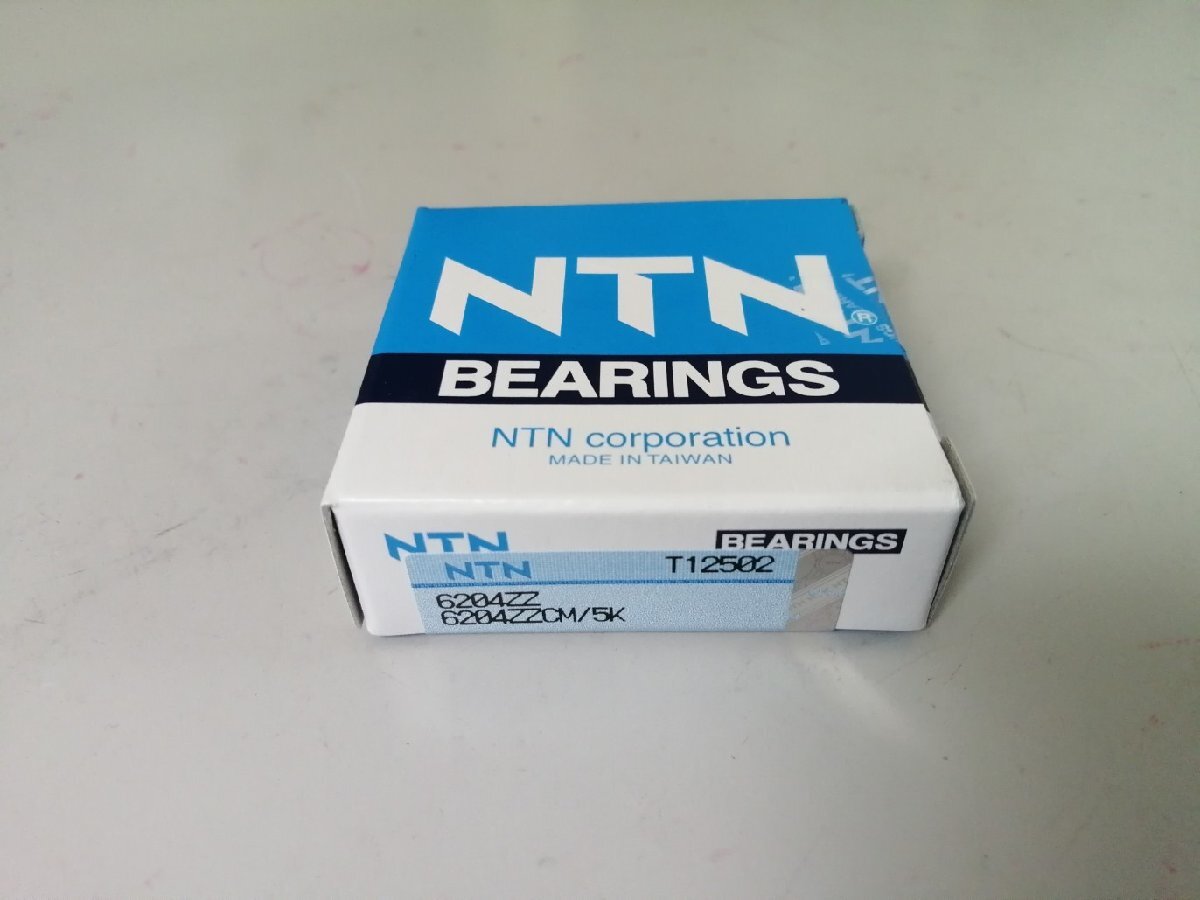 NTN®
BEARINGS
NTN corporation
MADE IN TAIWAN
NTN
BEARINGS
NTN
T12502
6204ZZ
6204ZZCM/5K